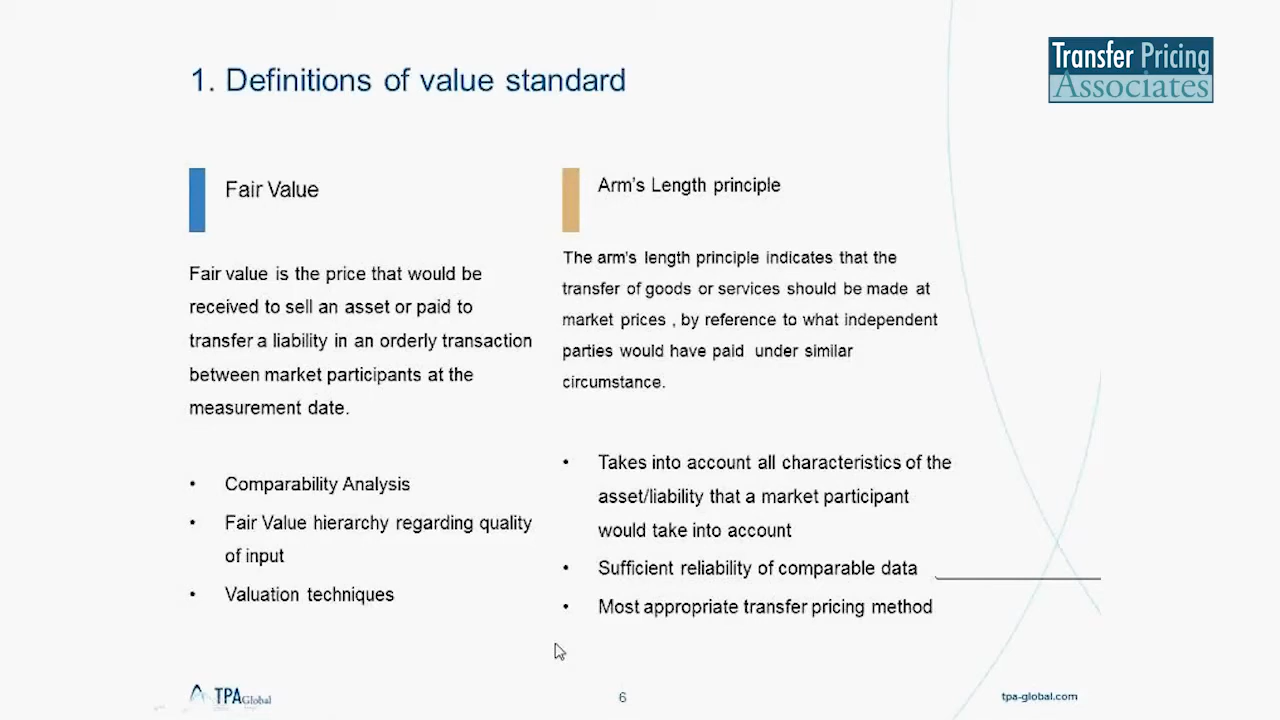 Transfer Pricing
Associates
1. Definitions of value standard
Fair Value
Fair value is the price that would be
received to sell an asset or paid to
transfer a liability in an orderly transaction
between market participants at the
measurement date.
• Comparability Analysis
• Fair Value hierarchy regarding quality
of input
• Valuation techniques
Arm's Length principle
The arm's length principle indicates that the
transfer of goods or services should be made at
market prices , by reference to what independent
parties would have paid under similar
circumstance.
• Takes into account all characteristics of the
asset/liability that a market participant
would take into account
• Sufficient reliability of comparable data
• Most appropriate transfer pricing method
TPA Global
6
tpa-global.com